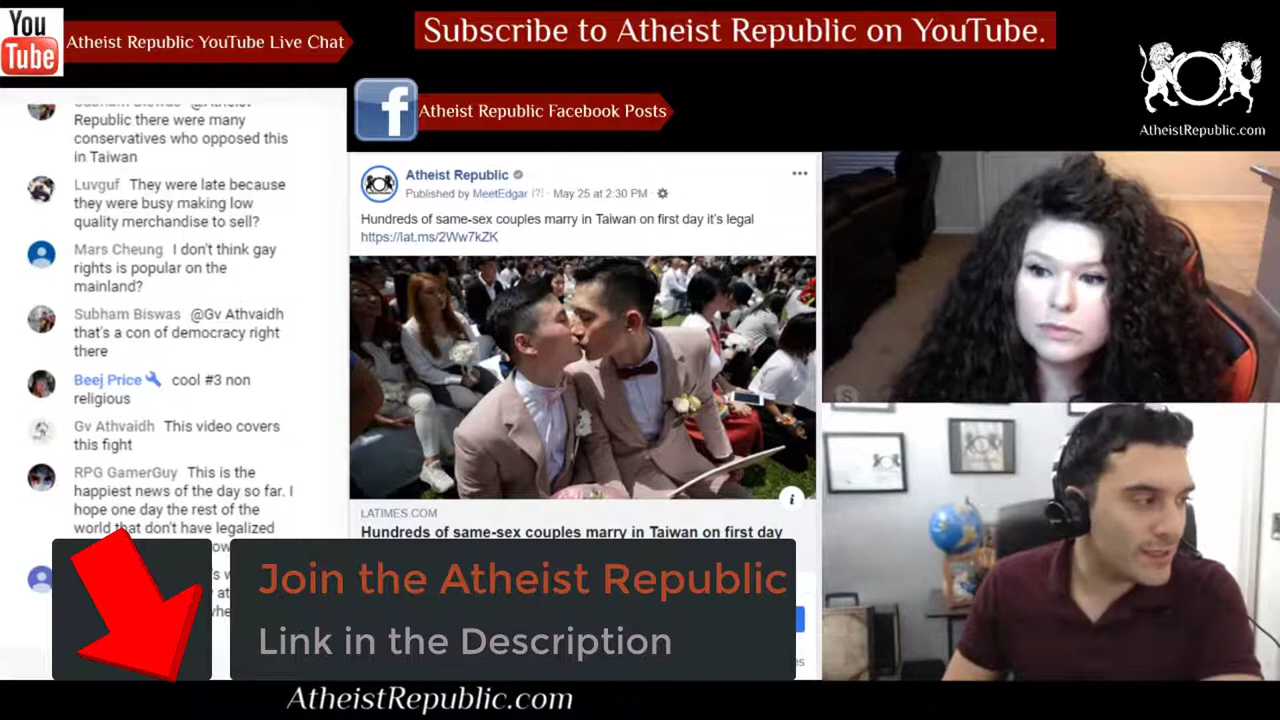 You
Tube
Atheist Republic YouTube Live Chat
Subscribe to Atheist Republic on YouTube.
AtheistRepublic.com
Atheist Republic Facebook Posts
Subham Biswas @Atheist
Republic there were many
conservatives who opposed this
in Taiwan
Luvguf They were late because
they were busy making low
quality merchandise to sell?
Mars Cheung I don't think gay
rights is popular on the
mainland?
Subham Biswas @Gv Athvaidh
that's a con of democracy right
there
Beej Price cool #3 non
religious
Gv Athvaidh This video covers
this fight
RPG GamerGuy This is the
happiest news of the day so far. I
hope one day the rest of the
world that don't have legalized
Atheist Republic
Published by MeetEdgar [?] · May 25 at 2:30 PM ·
Hundreds of same-sex couples marry in Taiwan on first day it's legal
https://lat.ms/2Ww7kZK
LATIMES.COM
Hundreds of same-sex couples marry in Taiwan on first day
Join the Atheist Republic
Link in the Description
AtheistRepublic.com